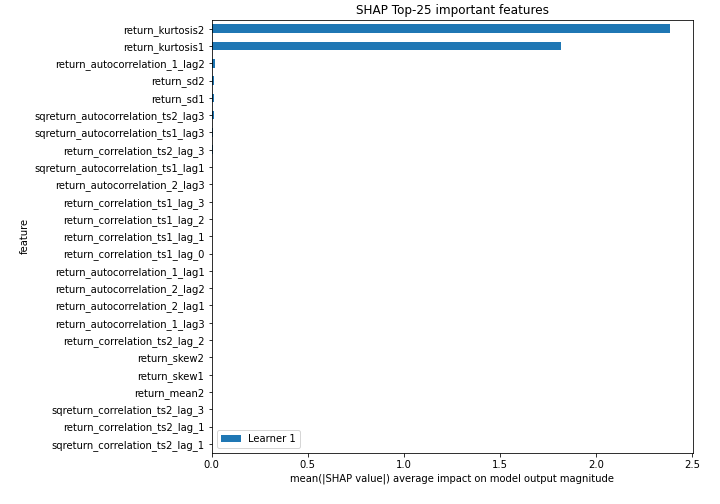 SHAP Top-25 important features
return_kurtosis2
return_kurtosis1
return_autocorrelation_1_lag2
return_sd2
return_sd1
sqreturn_autocorrelation_ts2_lag3
sqreturn_autocorrelation_ts1_lag3
return_correlation_ts2_lag_3
sqreturn_autocorrelation_ts1_lag1
return_autocorrelation_2_lag3
return_correlation_ts1_lag_3
return_correlation_ts1_lag_2
return_correlation_ts1_lag_1
return_correlation_ts1_lag_0
return_autocorrelation_1_lag1
return_autocorrelation_2_lag2
return_autocorrelation_2_lag1
return_autocorrelation_1_lag3
return_correlation_ts2_lag_2
return_skew2
return_skew1
return_mean2
sqreturn_correlation_ts2_lag_3
return_correlation_ts2_lag_1
sqreturn_correlation_ts2_lag_1
feature
Learner 1
0.0 0.5 1.0 1.5 2.0 2.5
mean(|SHAP value|) average impact on model output magnitude